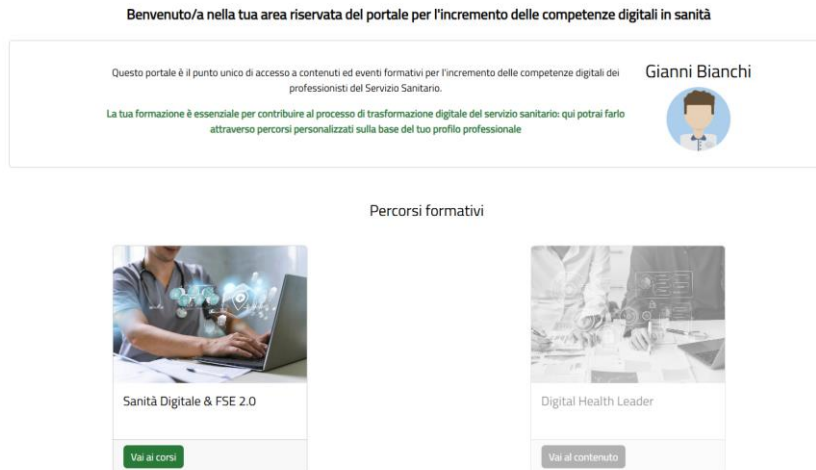 Benvenuto/a nella tua area riservata del portale per l'incremento delle competenze digitali in sanità
Questo portale è il punto unico di accesso a contenuti ed eventi formativi per l'incremento delle competenze digitali dei
professionisti del Servizio Sanitario.
La tua formazione è essenziale per contribuire al processo di trasformazione digitale del servizio sanitario: qui potrai farlo
attraverso percorsi personalizzati sulla base del tuo profilo professionale
Gianni Bianchi
Percorsi formativi
Sanità Digitale & FSE 2.0
Vai ai corsi
Digital Health Leader
Vai al contenuto